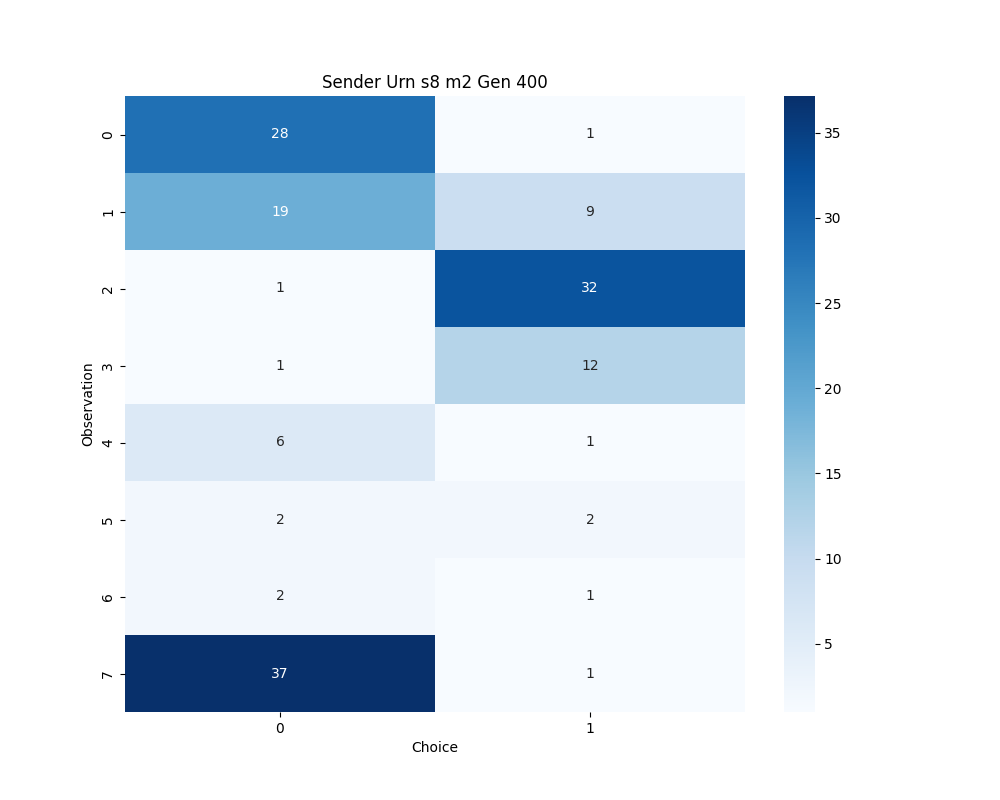 Sender Urn s8 m2 Gen 400
0 28 1 35
1 19 9 30
2 1 32 25
3 1 12 20
4 6 1 15
5 2 2 10
6 2 1 5
7 37 1
0 1
Choice
Observation